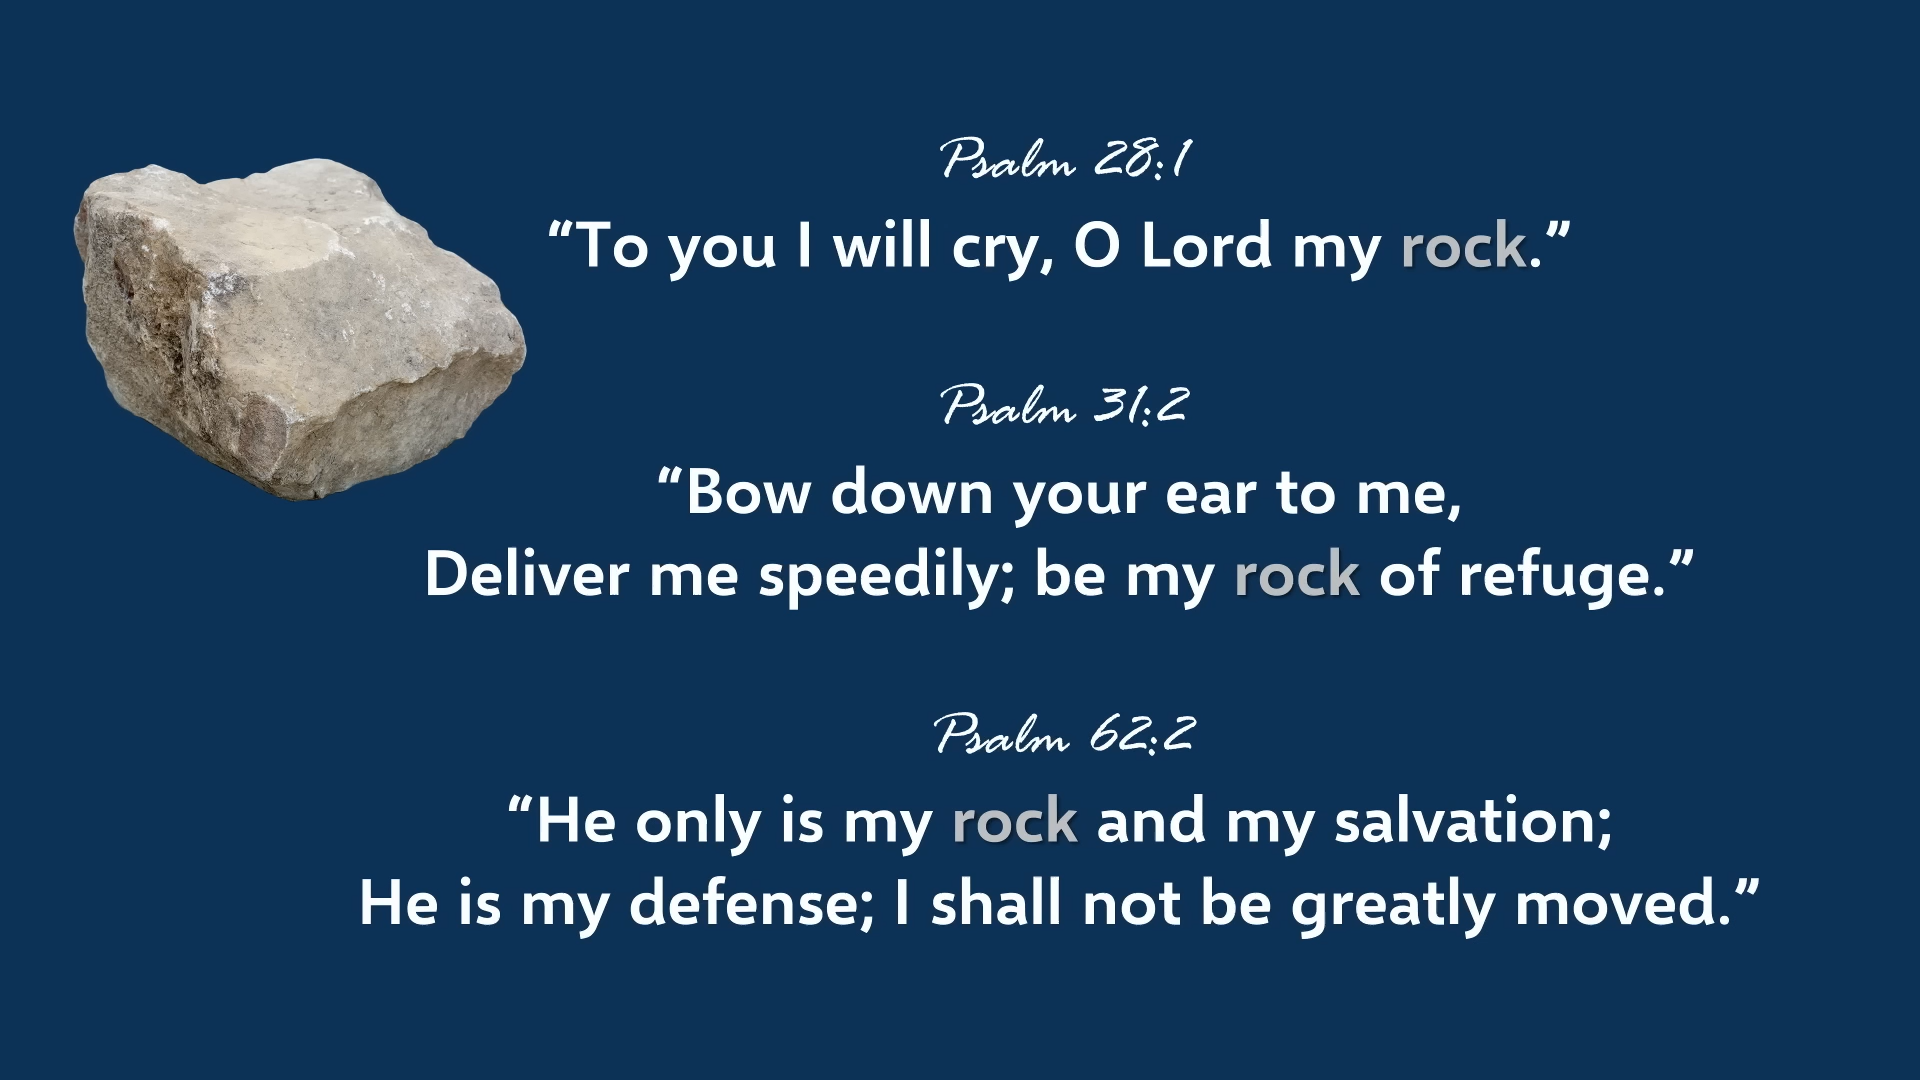 Psalm 28:1
“To you I will cry, O Lord my rock.”
Psalm 31:2
“Bow down your ear to me,
Deliver me speedily; be my rock of refuge.”
Psalm 62:2
“He only is my rock and my salvation;
He is my defense; I shall not be greatly moved.”